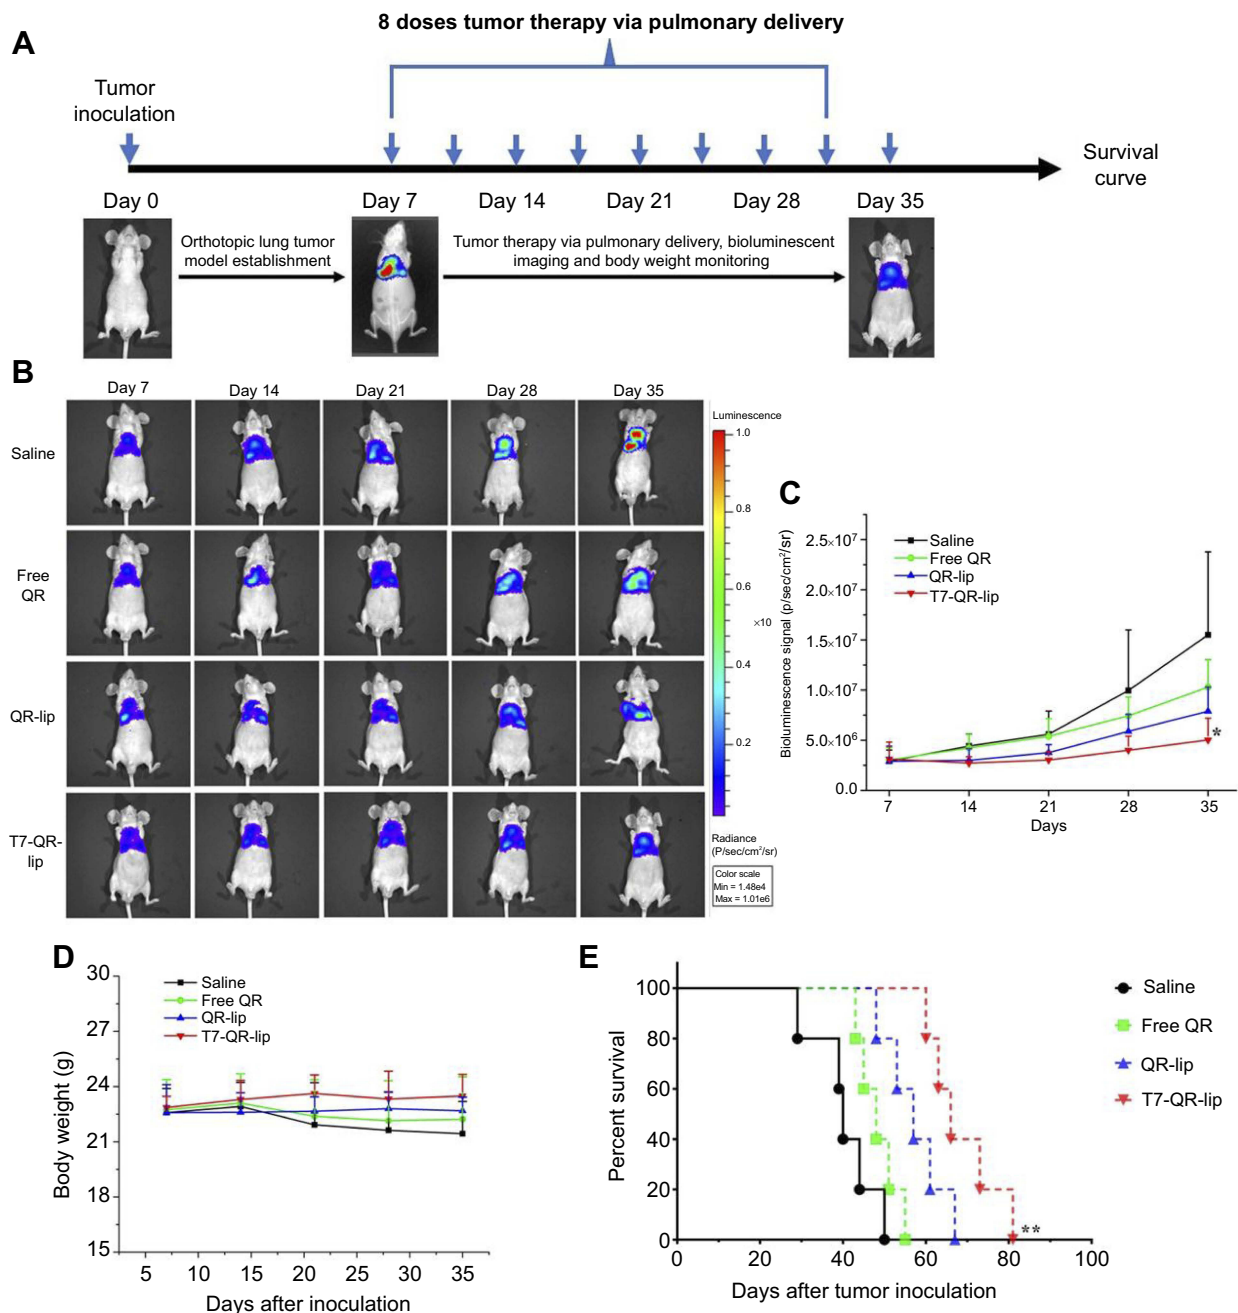 8 doses tumor therapy via pulmonary delivery
A
Tumor
inoculation
Survival
curve
Day 0
Day 7
Day 14
Day 21
Day 28
Day 35
Orthotopic lung tumor
model establishment
Tumor therapy via pulmonary delivery, bioluminescent
imaging and body weight monitoring
B
Day 7
Day 14
Day 21
Day 28
Day 35
Saline
Free
QR
QR-lip
T7-QR-
lip
Luminescence
1.0
0.8
0.6
×10
0.4
0.2
Radiance
(P/sec/cm²/sr)
Color scale
Min = 1.48e4
Max = 1.01e6
C
Bioluminescence signal (p/sec/cm²/sr)
2.5×10⁷
2.0×10⁷
1.5×10⁷
1.0×10⁷
5.0×10⁶
0.0
Saline
Free QR
QR-lip
T7-QR-lip
*
7
14
21
28
35
Days
D
Body weight (g)
30
27
24
21
18
15
Saline
Free QR
QR-lip
T7-QR-lip
5
10
15
20
25
30
35
Days after inoculation
E
Percent survival
100
80
60
40
20
0
**
0
20
40
60
80
100
Days after tumor inoculation
Saline
Free QR
QR-lip
T7-QR-lip